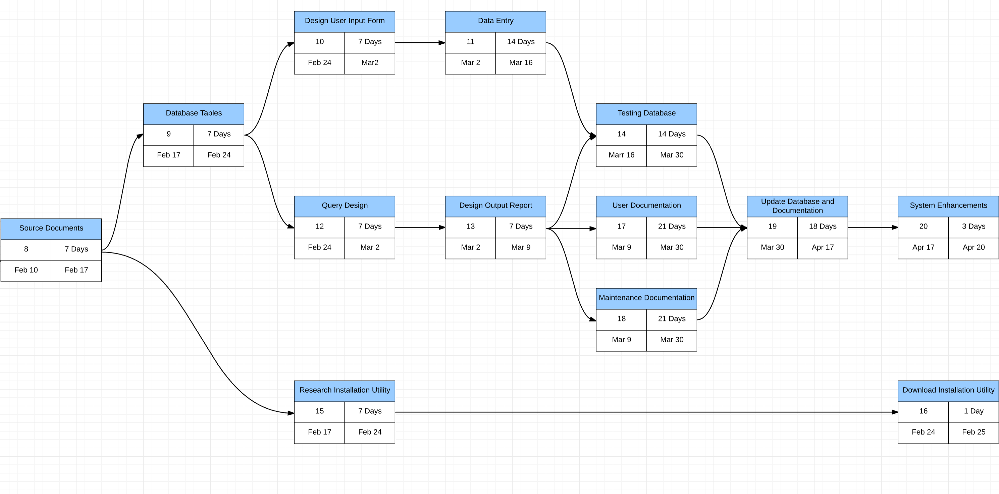 Design User Input Form
10 7 Days
Feb 24 Mar2
Data Entry
11 14 Days
Mar 2 Mar 16
Database Tables
9 7 Days
Feb 17 Feb 24
Testing Database
14 14 Days
Marr 16 Mar 30
Query Design
12 7 Days
Feb 24 Mar 2
Design Output Report
13 7 Days
Mar 2 Mar 9
User Documentation
17 21 Days
Mar 9 Mar 30
Update Database and
Documentation
19 18 Days
Mar 30 Apr 17
System Enhancements
20 3 Days
Apr 17 Apr 20
Source Documents
8 7 Days
Feb 10 Feb 17
Maintenance Documentation
18 21 Days
Mar 9 Mar 30
Research Installation Utility
15 7 Days
Feb 17 Feb 24
Download Installation Utility
16 1 Day
Feb 24 Feb 25